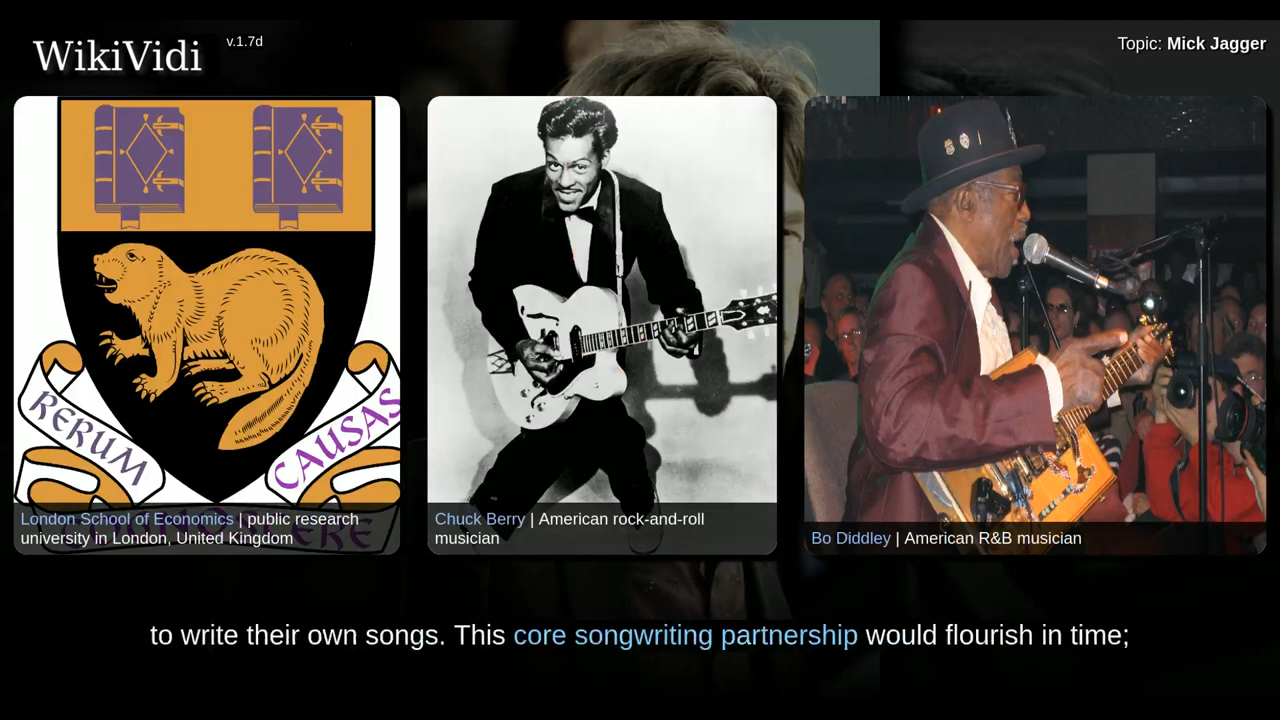 WikiVidi
v.1.7d
Topic: Mick Jagger
RERUM
CAUSAS
London School of Economics | public research
university in London, United Kingdom
Chuck Berry | American rock-and-roll
musician
Bo Diddley | American R&B musician
to write their own songs. This core songwriting partnership would flourish in time;